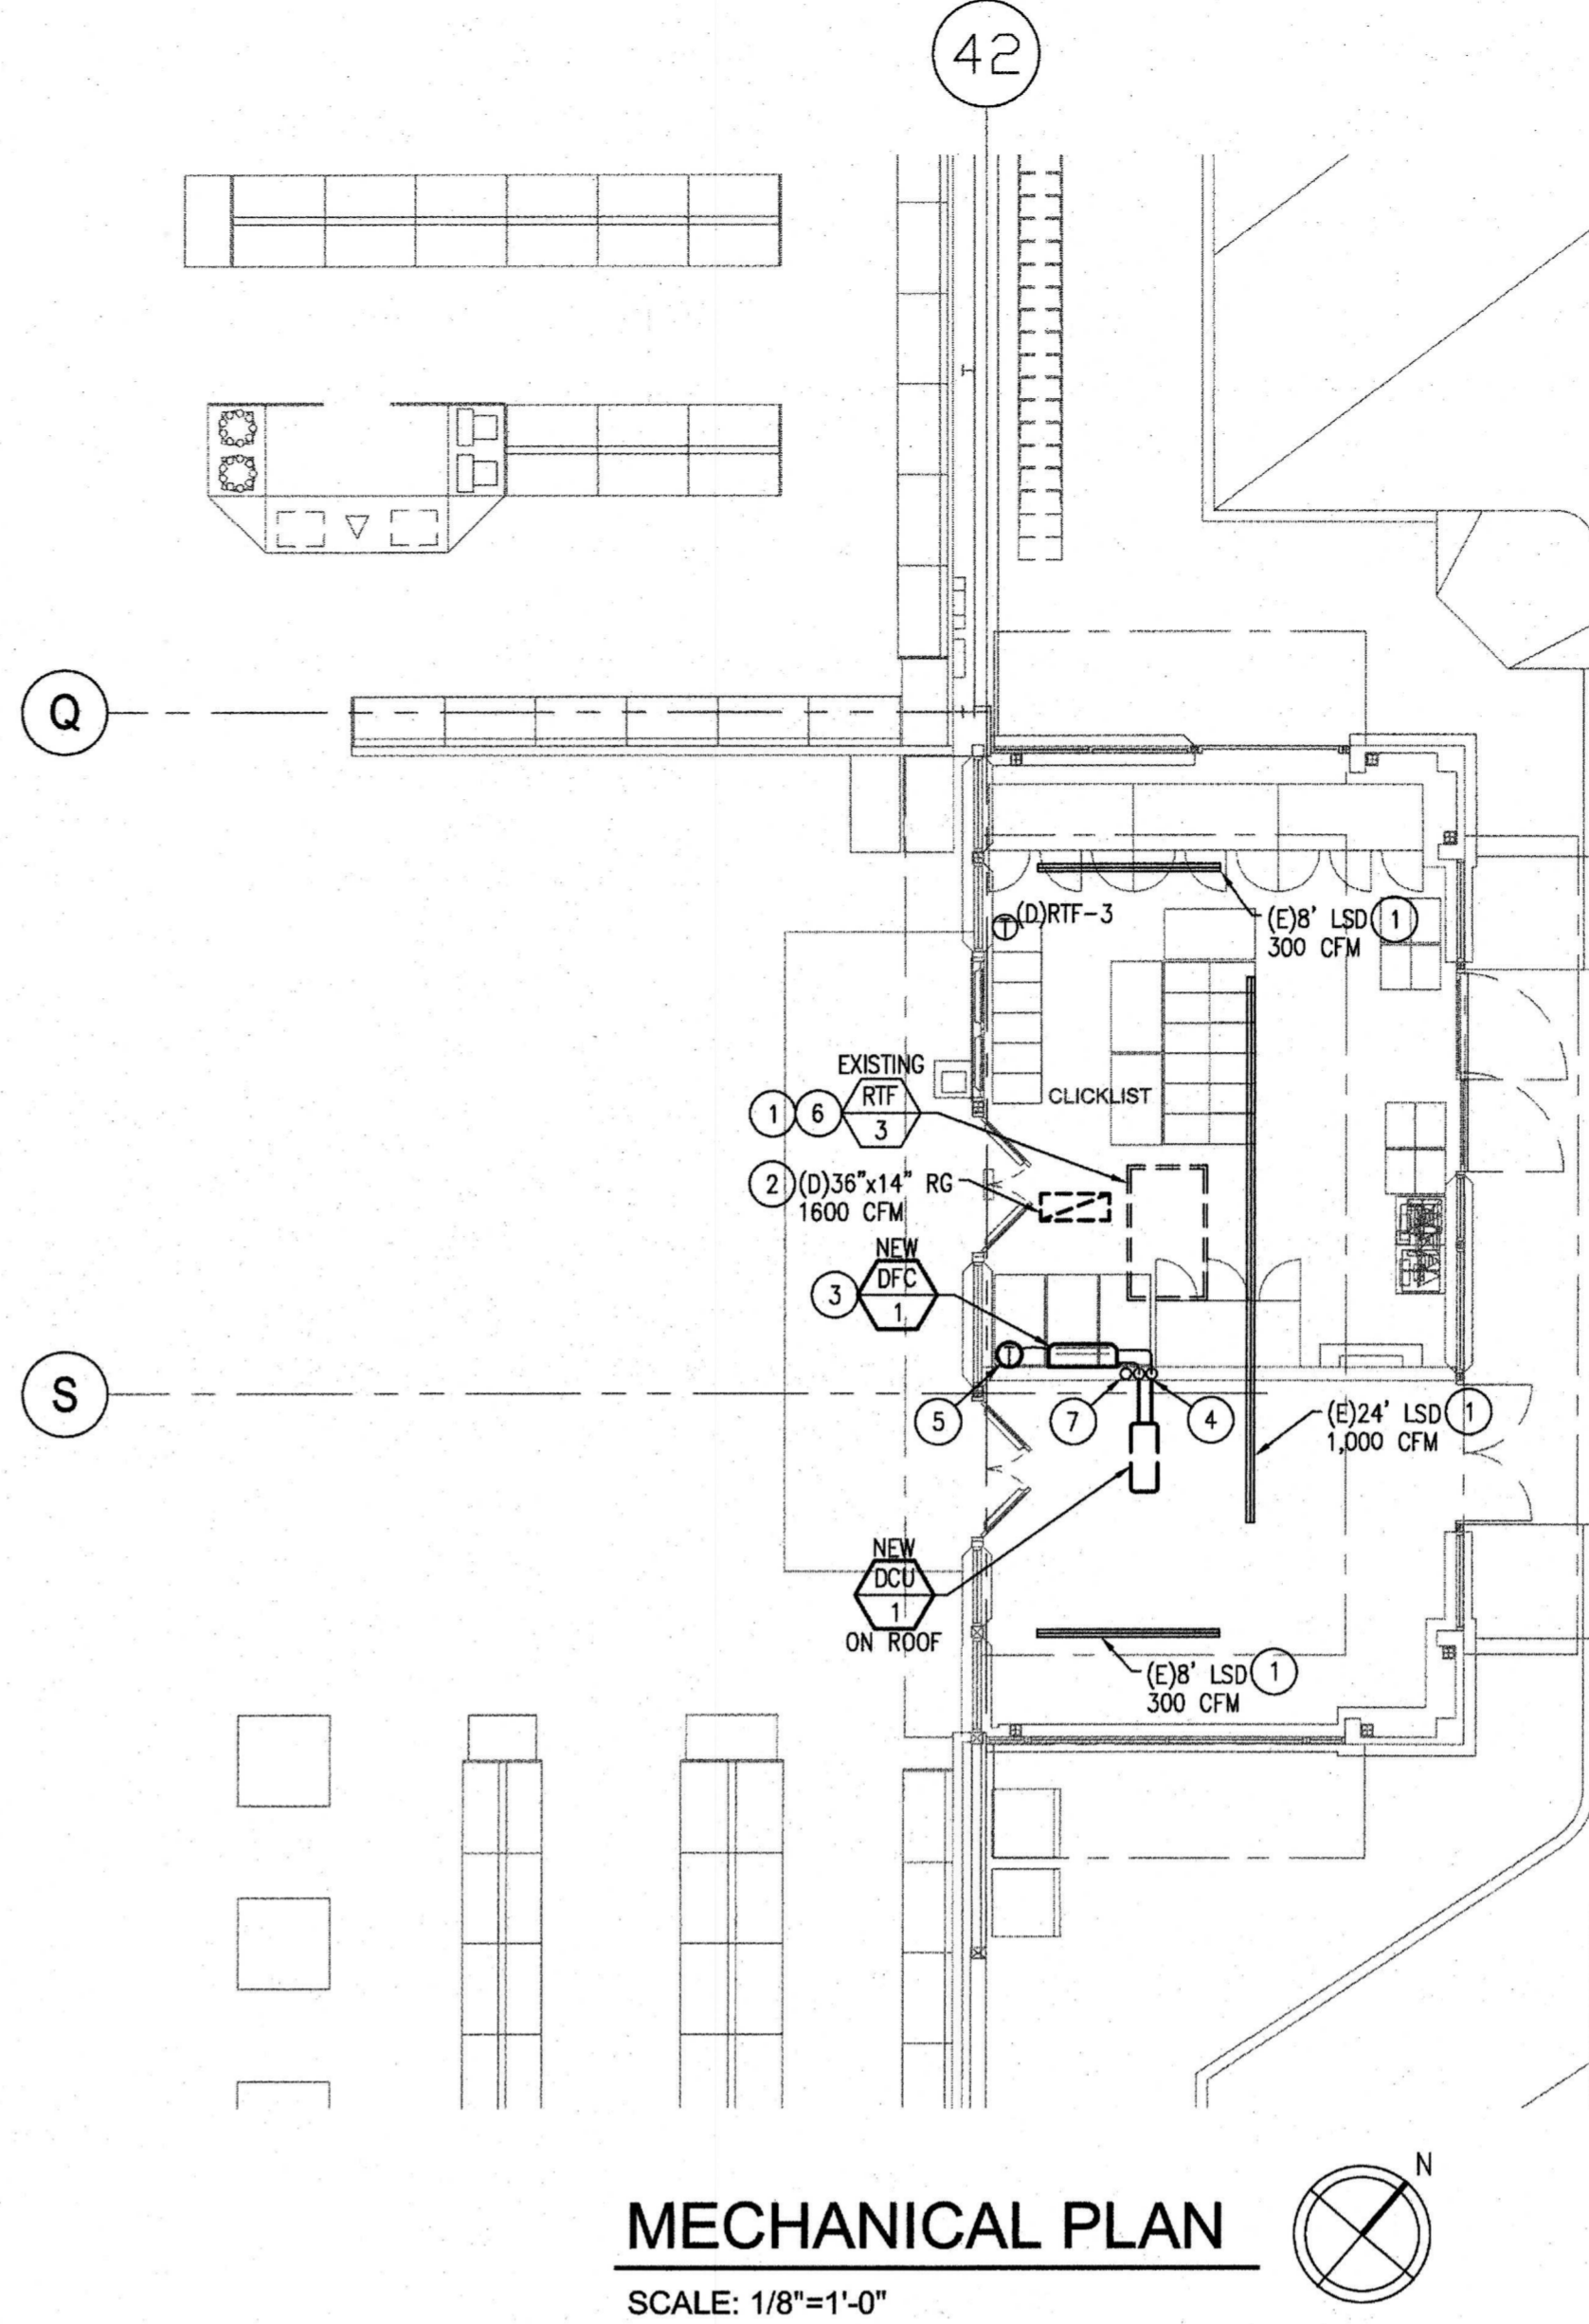 42
Q
(D)RTF-3
(E)8' LSD 1
300 CFM
EXISTING
1 6 RTF
3
CLICKLIST
2 (D)36"x14" RG
1600 CFM
NEW
3 DFC
1
S
5 7 4
(E)24' LSD 1
1,000 CFM
NEW
DCU
1
ON ROOF
(E)8' LSD 1
300 CFM
T
T
N
MECHANICAL PLAN
SCALE: 1/8"=1'-0"